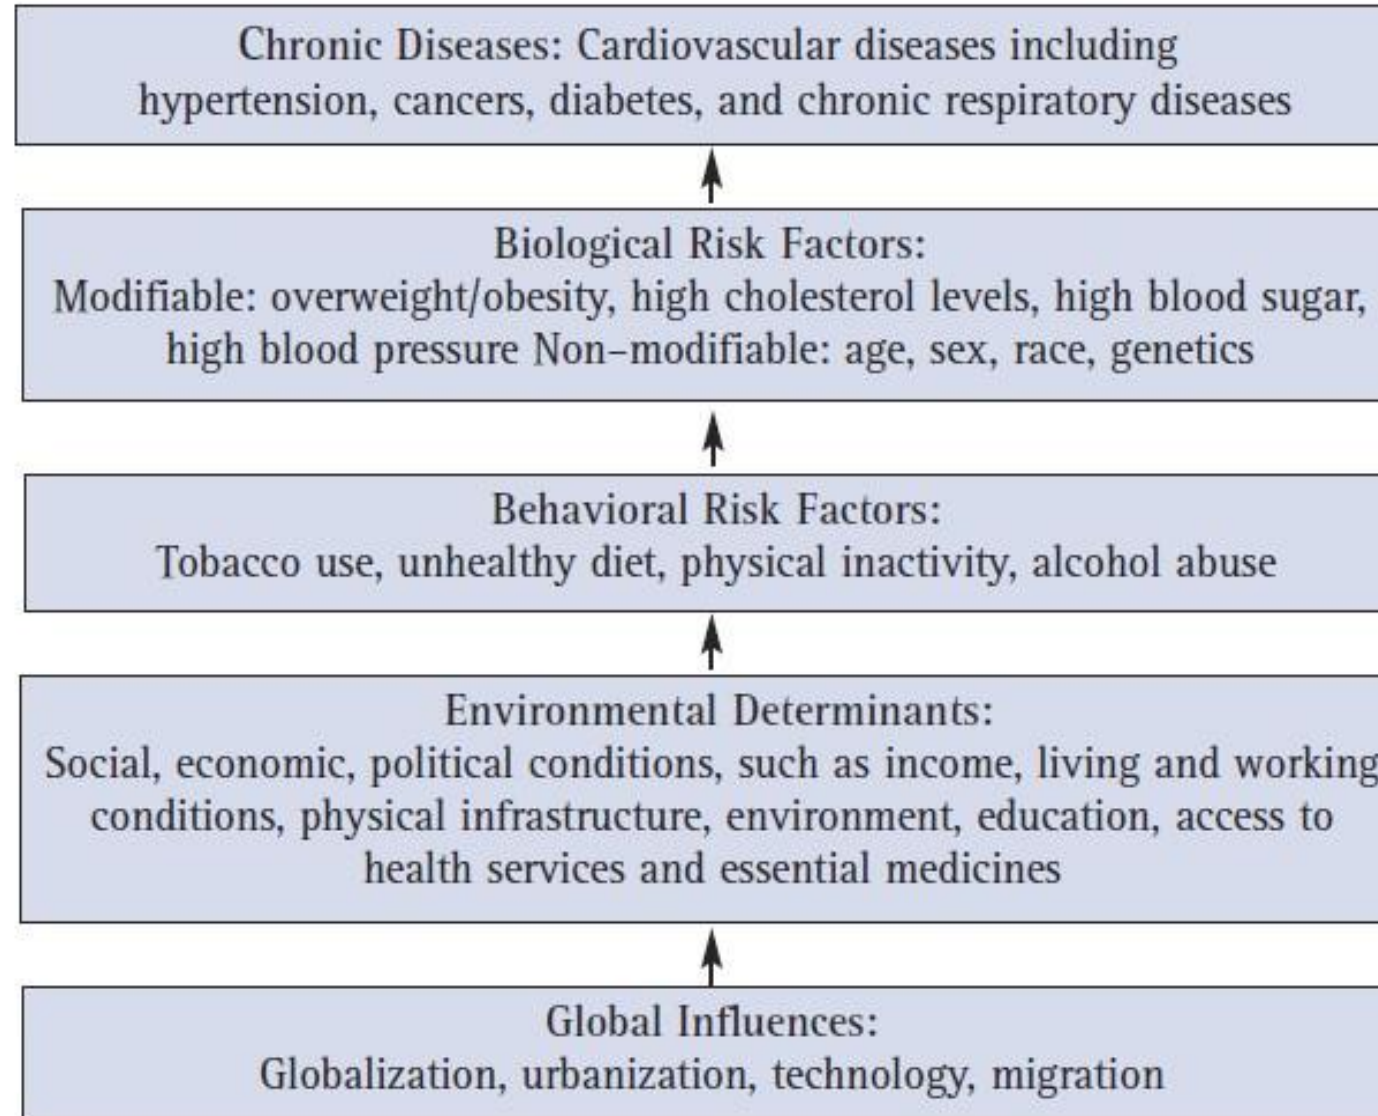 Chronic Diseases: Cardiovascular diseases including
hypertension, cancers, diabetes, and chronic respiratory diseases
Biological Risk Factors:
Modifiable: overweight/obesity, high cholesterol levels, high blood sugar,
high blood pressure Non-modifiable: age, sex, race, genetics
Behavioral Risk Factors:
Tobacco use, unhealthy diet, physical inactivity, alcohol abuse
Environmental Determinants:
Social, economic, political conditions, such as income, living and working
conditions, physical infrastructure, environment, education, access to
health services and essential medicines
Global Influences:
Globalization, urbanization, technology, migration